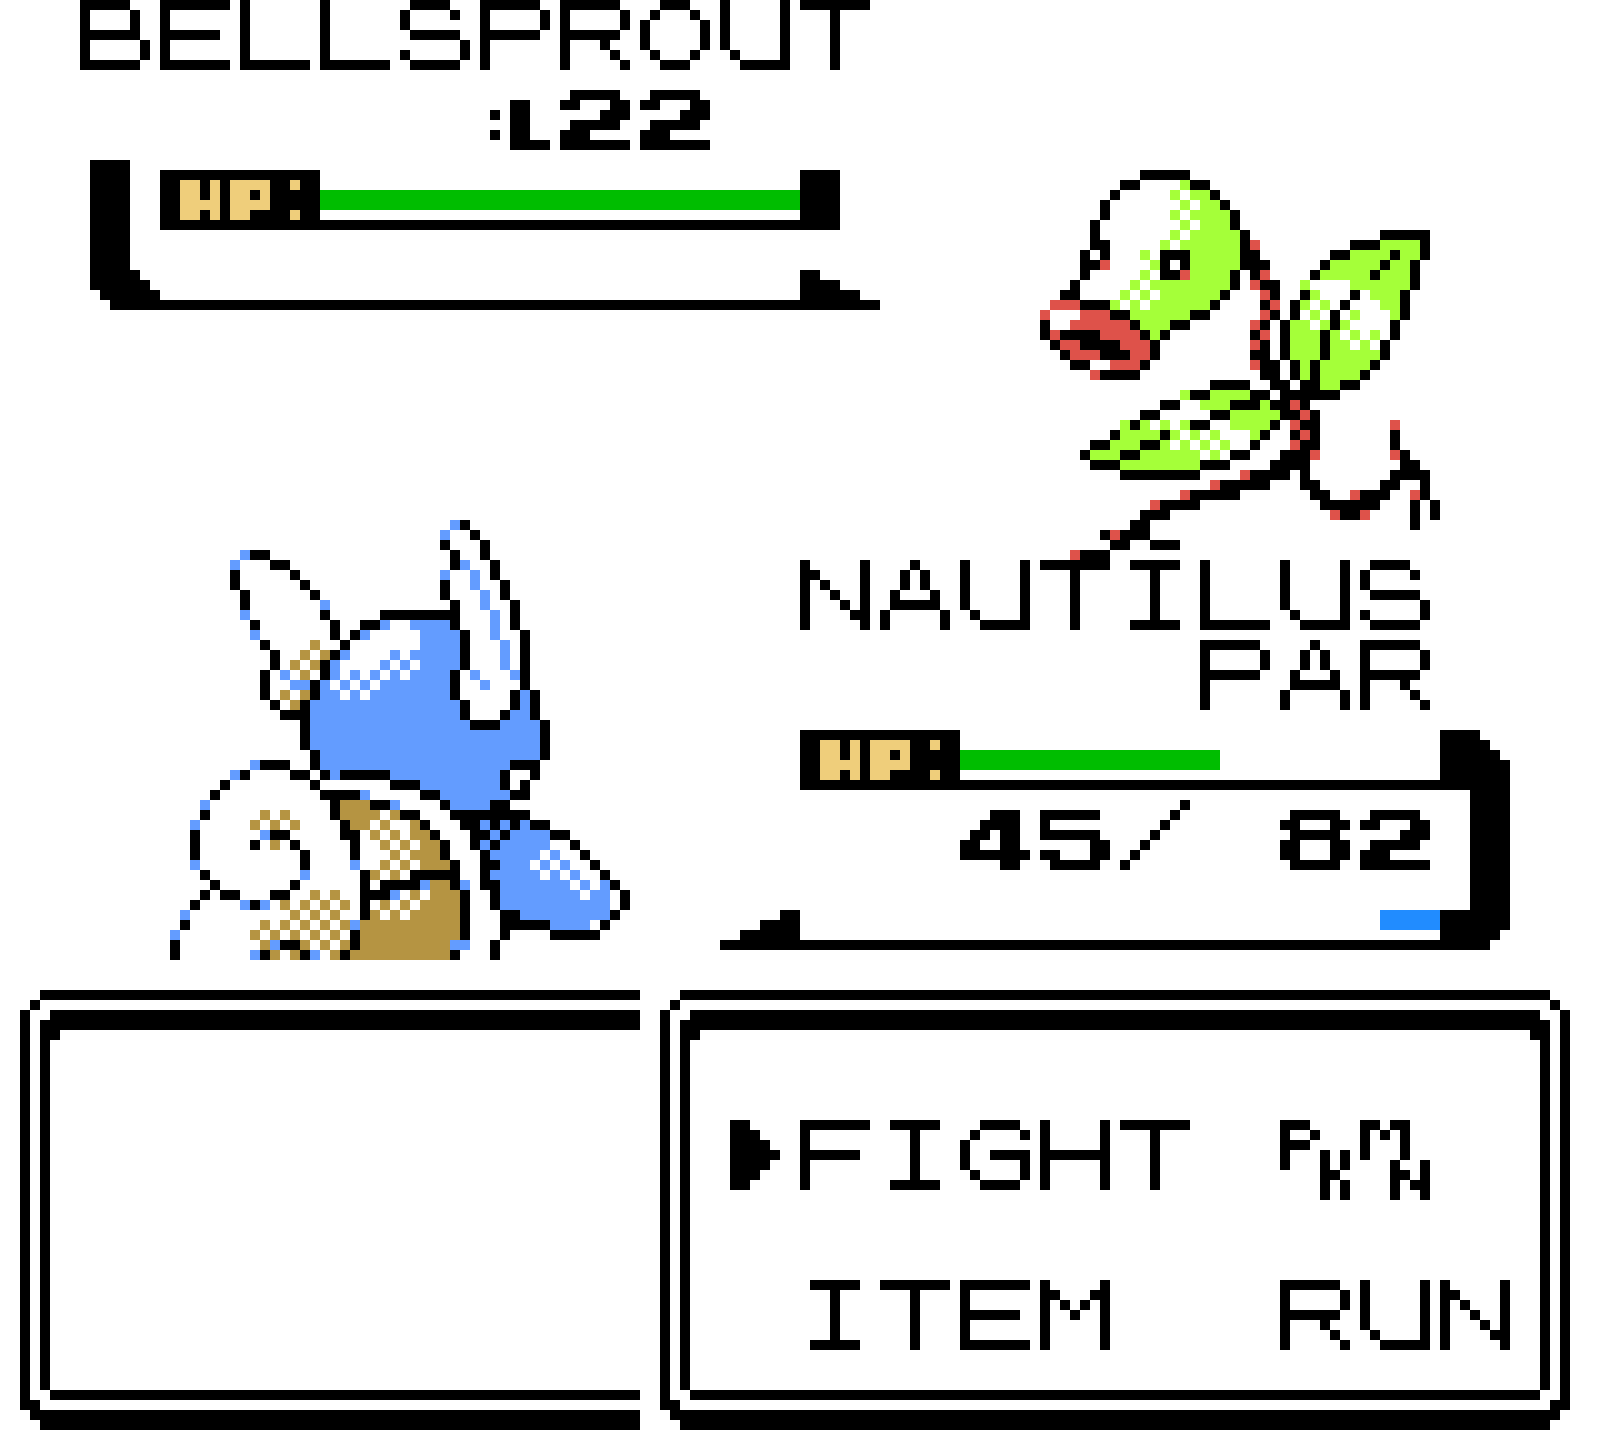 BELLSPROUT
:L22
HP:
NAUTILUS
PAR
HP:
45/ 82
FIGHT PKMN
ITEM RUN